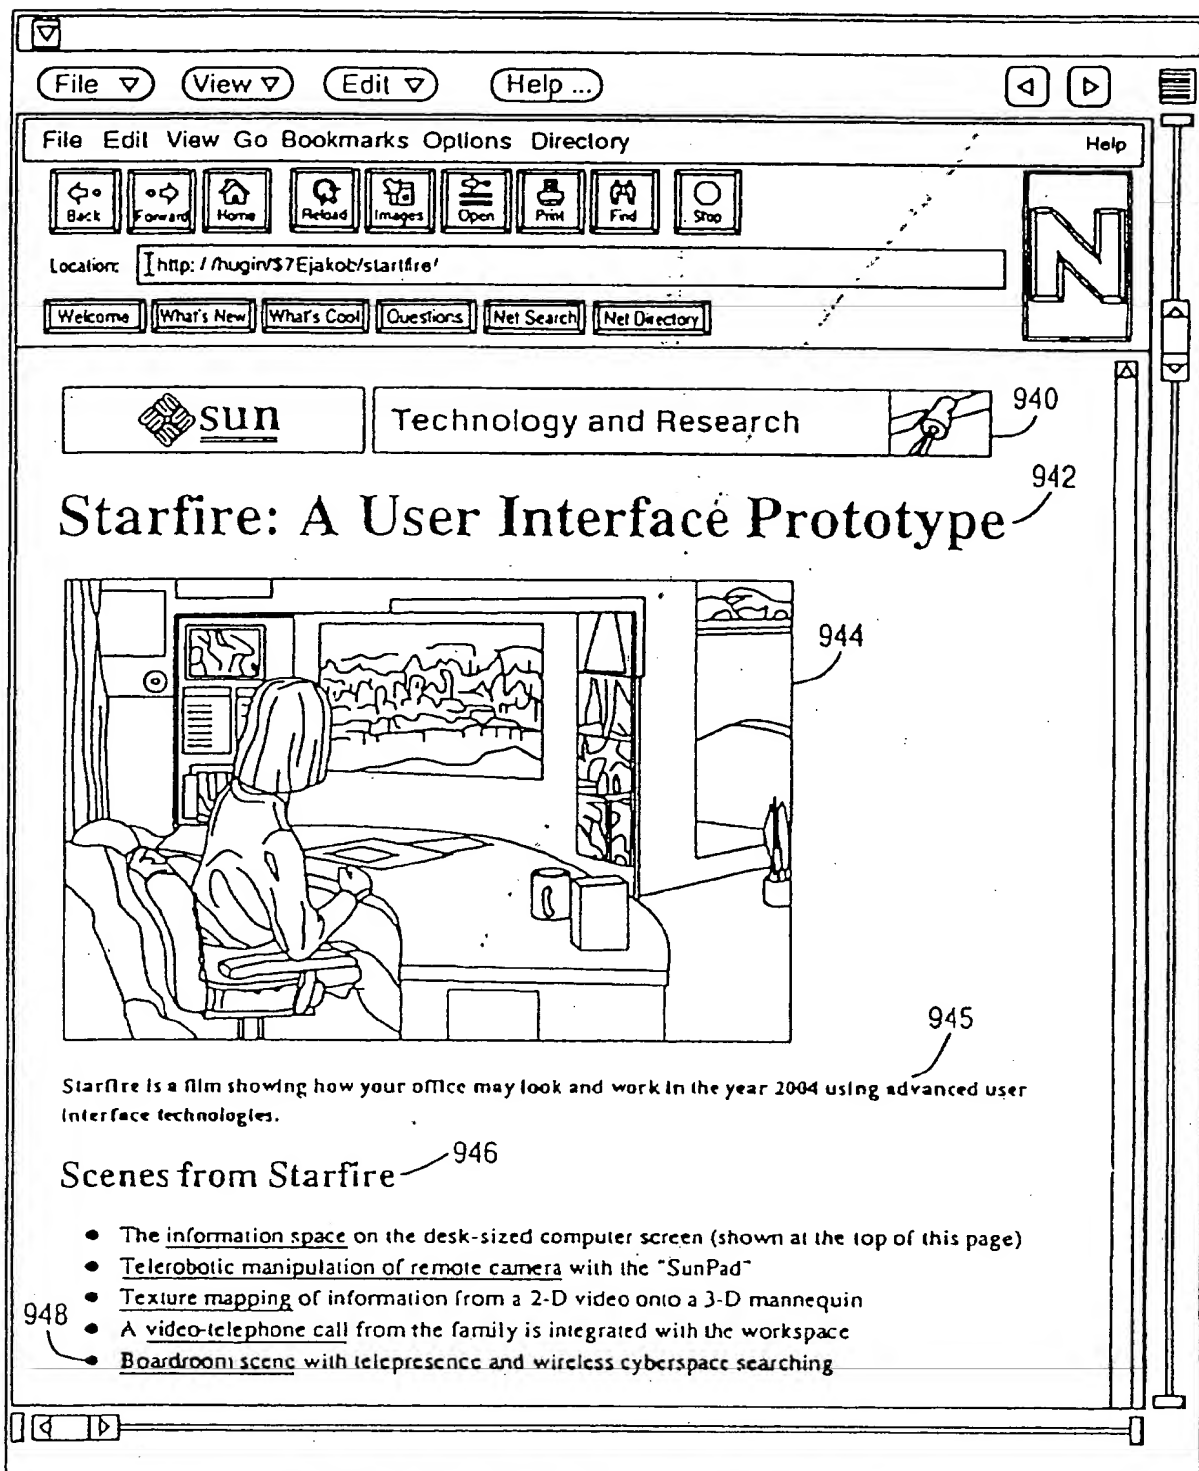 File View Edit Help ...
File Edit View Go Bookmarks Options Directory Help
Back Forward Home Reload Images Open Print Find Stop
N
Location: http: / /hugin/$7Ejakob/starfire/
Welcome What's New What's Cool Questions Net Search Net Directory
sun Technology and Research 940
942
Starfire: A User Interface Prototype
944
945
Starfire is a film showing how your office may look and work in the year 2004 using advanced user
interface technologies.
946
Scenes from Starfire
• The information space on the desk-sized computer screen (shown at the top of this page)
• Telerobotic manipulation of remote camera with the "SunPad"
• Texture mapping of information from a 2-D video onto a 3-D mannequin
948
• A video-telephone call from the family is integrated with the workspace
• Boardroom scene with telepresence and wireless cyberspace searching